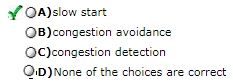 A)slow start
B)congestion avoidance
C)congestion detection
D)None of the choices are correct